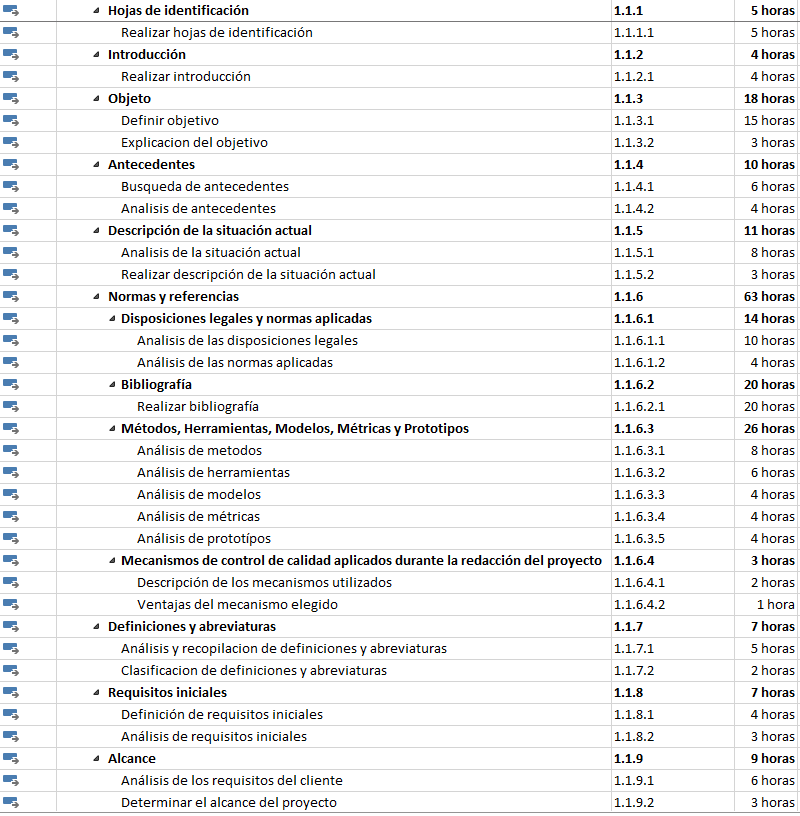 Hojas de identificación 1.1.1 5 horas
Realizar hojas de identificación 1.1.1.1 5 horas
Introducción 1.1.2 4 horas
Realizar introducción 1.1.2.1 4 horas
Objeto 1.1.3 18 horas
Definir objetivo 1.1.3.1 15 horas
Explicacion del objetivo 1.1.3.2 3 horas
Antecedentes 1.1.4 10 horas
Busqueda de antecedentes 1.1.4.1 6 horas
Analisis de antecedentes 1.1.4.2 4 horas
Descripción de la situación actual 1.1.5 11 horas
Analisis de la situación actual 1.1.5.1 8 horas
Realizar descripción de la situación actual 1.1.5.2 3 horas
Normas y referencias 1.1.6 63 horas
Disposiciones legales y normas aplicadas 1.1.6.1 14 horas
Analisis de las disposiciones legales 1.1.6.1.1 10 horas
Análisis de las normas aplicadas 1.1.6.1.2 4 horas
Bibliografía 1.1.6.2 20 horas
Realizar bibliografía 1.1.6.2.1 20 horas
Métodos, Herramientas, Modelos, Métricas y Prototipos 1.1.6.3 26 horas
Análisis de metodos 1.1.6.3.1 8 horas
Análisis de herramientas 1.1.6.3.2 6 horas
Análisis de modelos 1.1.6.3.3 4 horas
Análisis de métricas 1.1.6.3.4 4 horas
Análisis de prototípos 1.1.6.3.5 4 horas
Mecanismos de control de calidad aplicados durante la redacción del proyecto 1.1.6.4 3 horas
Descripción de los mecanismos utilizados 1.1.6.4.1 2 horas
Ventajas del mecanismo elegido 1.1.6.4.2 1 hora
Definiciones y abreviaturas 1.1.7 7 horas
Análisis y recopilacion de definiciones y abreviaturas 1.1.7.1 5 horas
Clasificacion de definiciones y abreviaturas 1.1.7.2 2 horas
Requisitos iniciales 1.1.8 7 horas
Definición de requisitos iniciales 1.1.8.1 4 horas
Análisis de requisitos iniciales 1.1.8.2 3 horas
Alcance 1.1.9 9 horas
Análisis de los requisitos del cliente 1.1.9.1 6 horas
Determinar el alcance del proyecto 1.1.9.2 3 horas